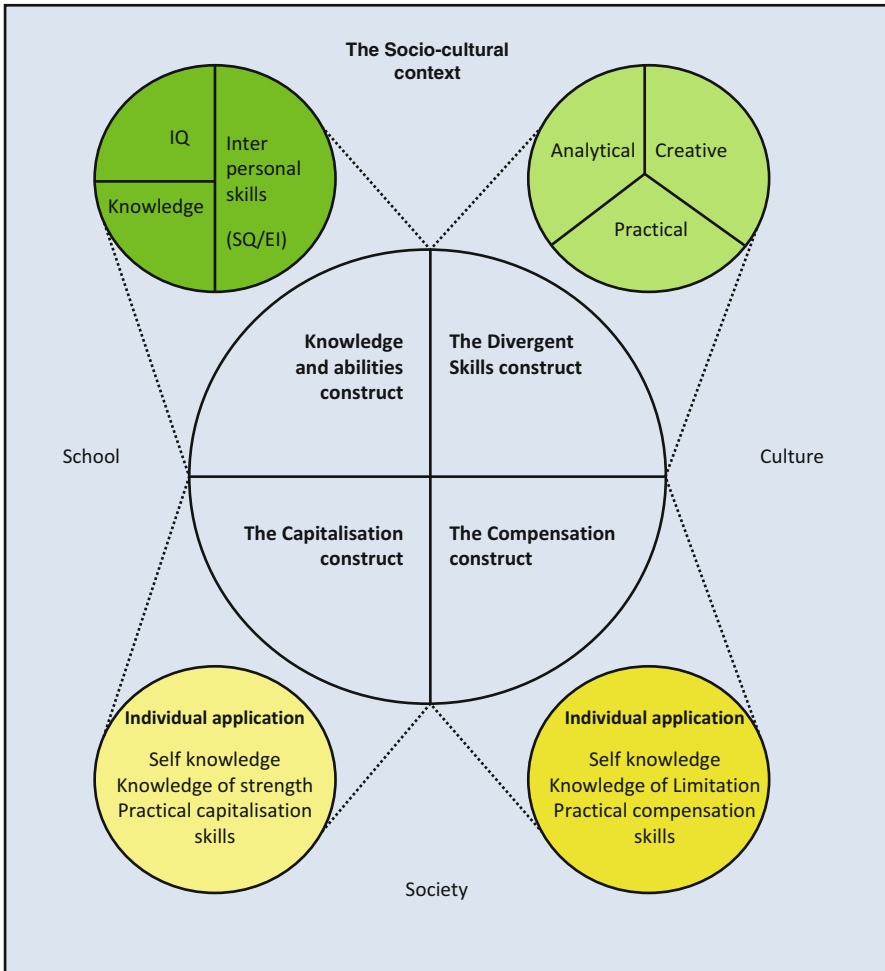 The Socio-cultural
context
IQ
Knowledge
Inter
personal
skills
(SQ/EI)
Analytical
Creative
Practical
Knowledge
and abilities
construct
The Divergent
Skills construct
School
Culture
The Capitalisation
construct
The Compensation
construct
Individual application
Self knowledge
Knowledge of strength
Practical capitalisation
skills
Individual application
Self knowledge
Knowledge of Limitation
Practical compensation
skills
Society